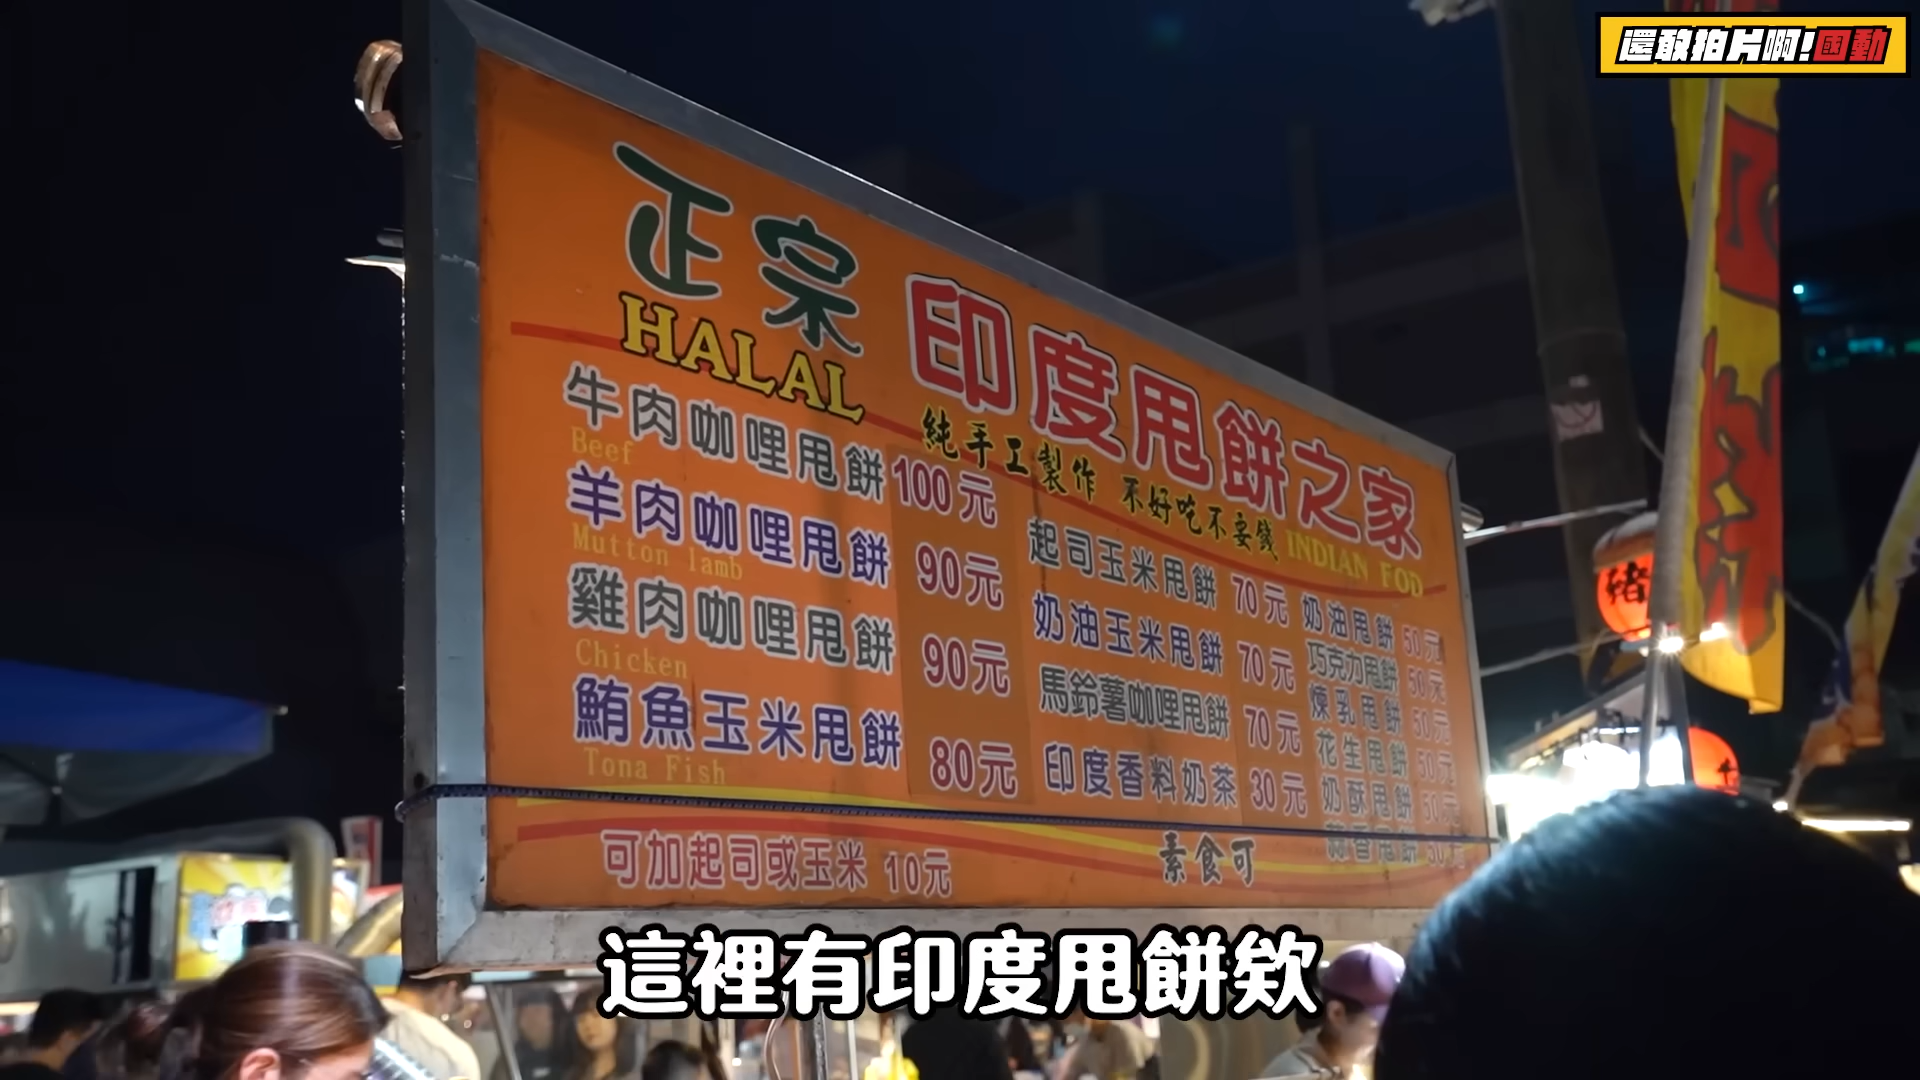 還敢拍片啊!國動
正宗
HALAL
印度甩餅之家
純手工製作 不好吃不要錢
INDIAN FOD
牛肉咖哩甩餅 100元
Beef
羊肉咖哩甩餅 90元
Mutton lamb
雞肉咖哩甩餅 90元
Chicken
鮪魚玉米甩餅 80元
Tona Fish
起司玉米甩餅 70元
奶油玉米甩餅 70元
馬鈴薯咖哩甩餅 70元
印度香料奶茶 30元
奶油甩餅 50元
巧克力甩餅 50元
煉乳甩餅 50元
花生甩餅 50元
奶酥甩餅 50元
蒜香甩餅 50元
可加起司或玉米 10元
素食可
豬
這裡有印度甩餅欸